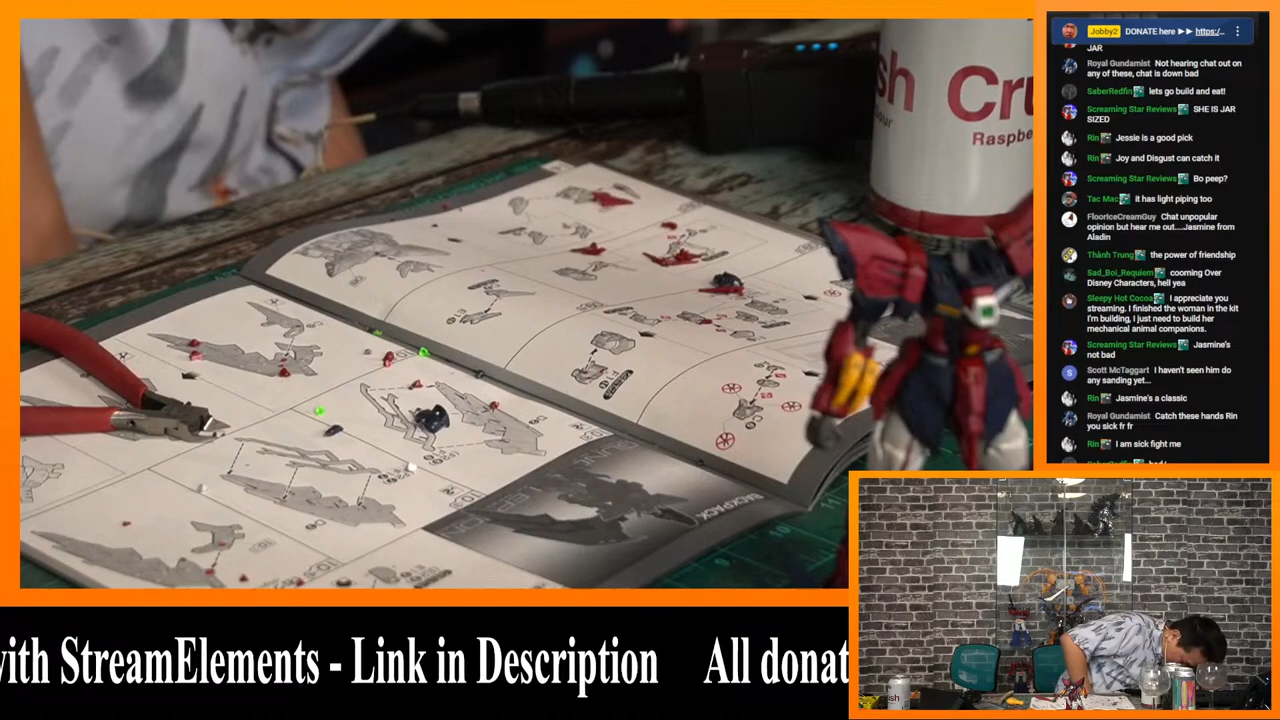 sh
Cru
Raspbe
BACKPACK
Jobby2 DONATE here ►► https:/...
JAR
Royal Gundamist Not hearing chat out on
any of these, chat is down bad
SaberRedfin lets go build and eat!
Screaming Star Reviews SHE IS JAR
SIZED
Rin Jessie is a good pick
Rin Joy and Disgust can catch it
Screaming Star Reviews Bo peep?
Tac Mac it has light piping too
FloorIceCreamGuy Chat unpopular
opinion but hear me out....Jasmine from
Aladin
Thành Trung the power of friendship
Sad_Boi_Requiem coorning Over
Disney Characters, hell yea
Sleepy Hot Cocoa I appreciate you
streaming. I finished the woman in the kit
I'm building, I just need to build her
mechanical animal companions.
Screaming Star Reviews Jasmine's
not bad
S Scott McTaggart I haven't seen him do
any sanding yet...
Rin Jasmine's a classic
Royal Gundamist Catch these hands Rin
you sick fr fr
Rin I am sick fight me
ush
with StreamElements - Link in Description All donat